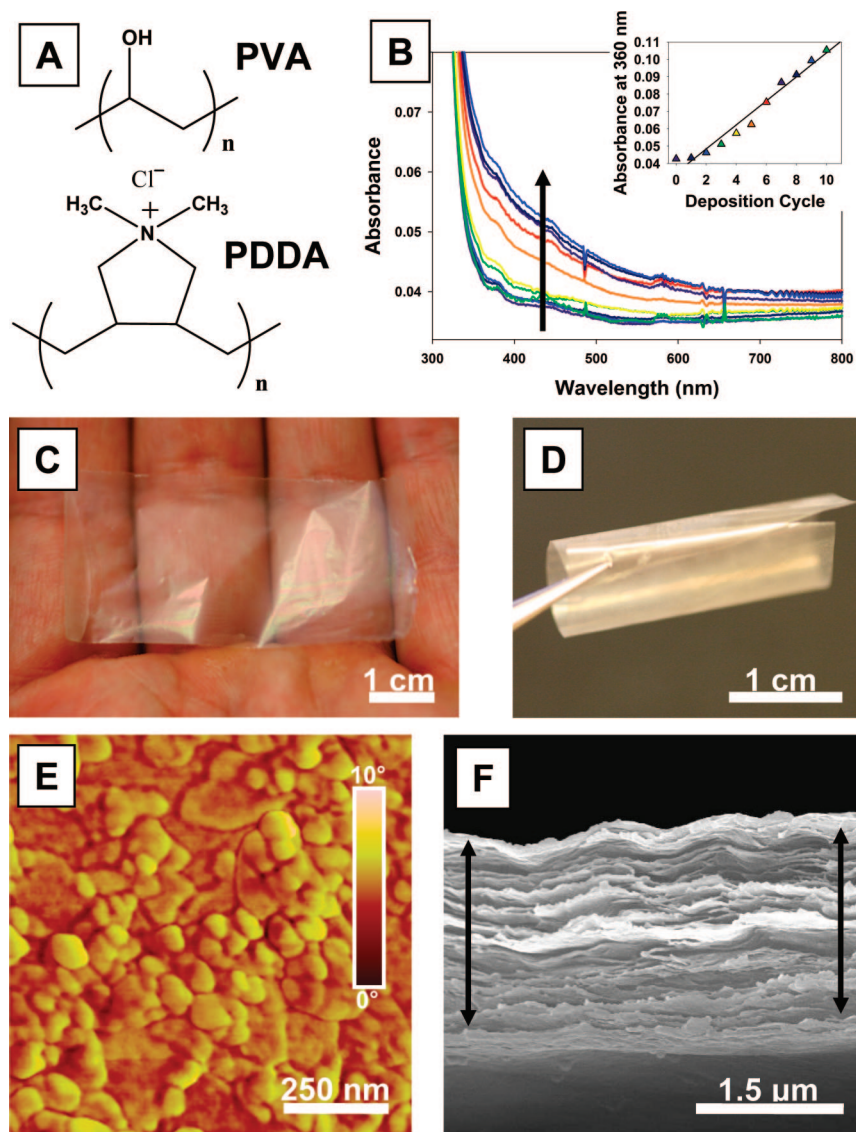 A
OH
PVA
n
Cl−
H3C
+
CH3
N
PDDA
n
B
Absorbance
0.07
0.06
0.05
0.04
300
400
500
600
700
800
Wavelength (nm)
Absorbance at 360 nm
0.11
0.10
0.09
0.08
0.07
0.06
0.05
0.04
0
2
4
6
8
10
Deposition Cycle
C
1 cm
D
1 cm
E
10°
0°
250 nm
F
1.5 µm